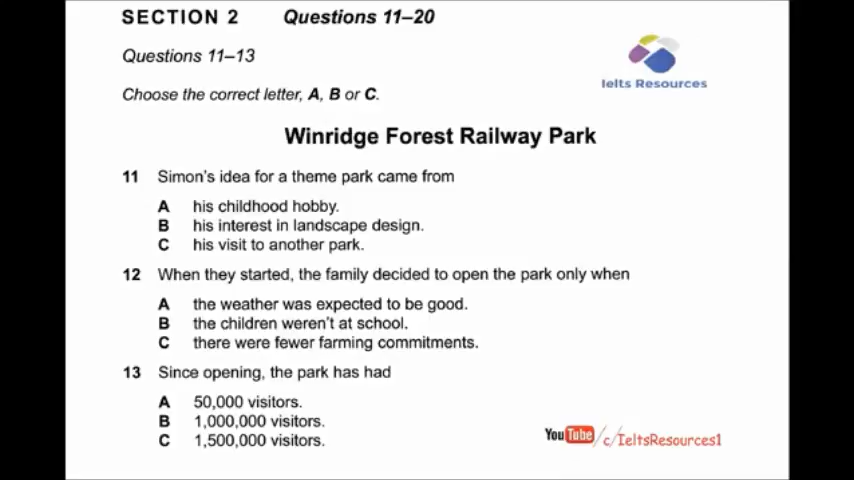 SECTION 2 Questions 11–20
Questions 11–13
Ielts Resources
Choose the correct letter, A, B or C.
Winridge Forest Railway Park
11 Simon's idea for a theme park came from
A his childhood hobby.
B his interest in landscape design.
C his visit to another park.
12 When they started, the family decided to open the park only when
A the weather was expected to be good.
B the children weren't at school.
C there were fewer farming commitments.
13 Since opening, the park has had
A 50,000 visitors.
B 1,000,000 visitors.
C 1,500,000 visitors.
YouTube/c/IeltsResources1